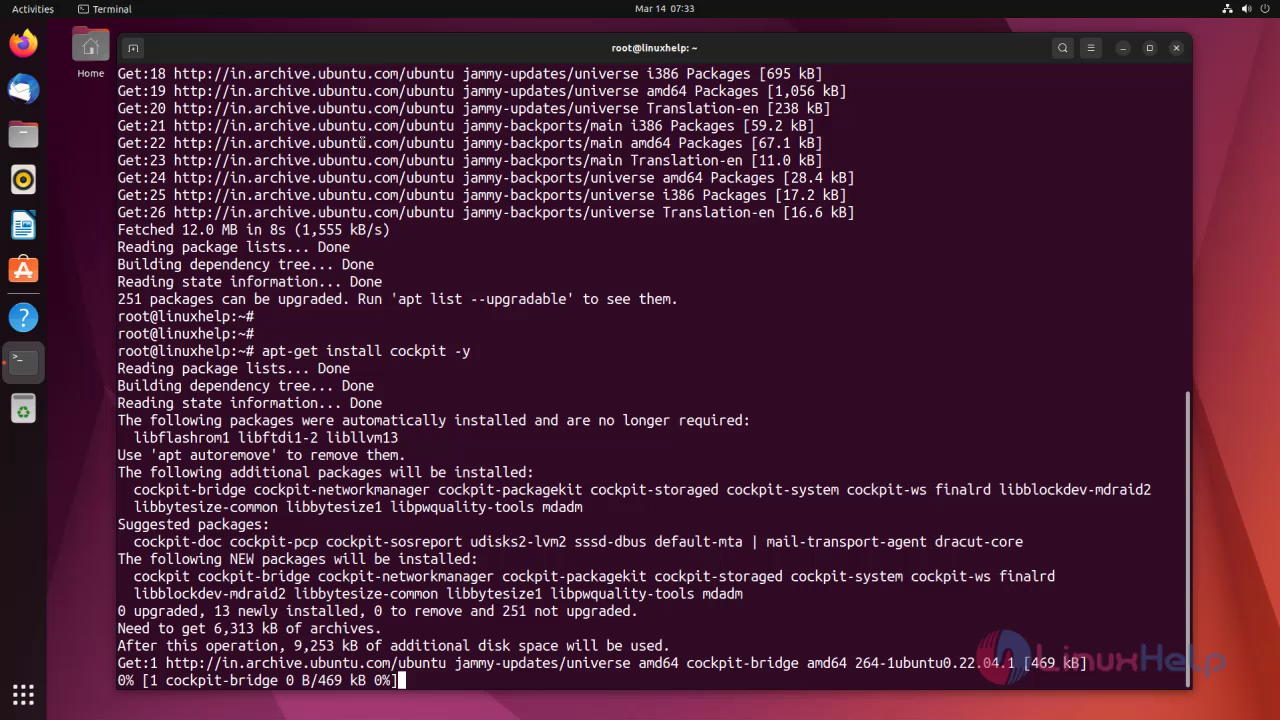 Activities Terminal Mar 14 07:33
root@linuxhelp: ~
Home
Get:18 http://in.archive.ubuntu.com/ubuntu jammy-updates/universe i386 Packages [695 kB]
Get:19 http://in.archive.ubuntu.com/ubuntu jammy-updates/universe amd64 Packages [1,056 kB]
Get:20 http://in.archive.ubuntu.com/ubuntu jammy-updates/universe Translation-en [238 kB]
Get:21 http://in.archive.ubuntu.com/ubuntu jammy-backports/main i386 Packages [59.2 kB]
Get:22 http://in.archive.ubuntu.com/ubuntu jammy-backports/main amd64 Packages [67.1 kB]
Get:23 http://in.archive.ubuntu.com/ubuntu jammy-backports/main Translation-en [11.0 kB]
Get:24 http://in.archive.ubuntu.com/ubuntu jammy-backports/universe amd64 Packages [28.4 kB]
Get:25 http://in.archive.ubuntu.com/ubuntu jammy-backports/universe i386 Packages [17.2 kB]
Get:26 http://in.archive.ubuntu.com/ubuntu jammy-backports/universe Translation-en [16.6 kB]
Fetched 12.0 MB in 8s (1,555 kB/s)
Reading package lists... Done
Building dependency tree... Done
Reading state information... Done
251 packages can be upgraded. Run 'apt list --upgradable' to see them.
root@linuxhelp:~#
root@linuxhelp:~#
root@linuxhelp:~# apt-get install cockpit -y
Reading package lists... Done
Building dependency tree... Done
Reading state information... Done
The following packages were automatically installed and are no longer required:
libflashrom1 libftdi1-2 libllvm13
Use 'apt autoremove' to remove them.
The following additional packages will be installed:
cockpit-bridge cockpit-networkmanager cockpit-packagekit cockpit-storaged cockpit-system cockpit-ws finalrd libblockdev-mdraid2
libbytesize-common libbytesize1 libpwquality-tools mdadm
Suggested packages:
cockpit-doc cockpit-pcp cockpit-sosreport udisks2-lvm2 sssd-dbus default-mta | mail-transport-agent dracut-core
The following NEW packages will be installed:
cockpit cockpit-bridge cockpit-networkmanager cockpit-packagekit cockpit-storaged cockpit-system cockpit-ws finalrd
libblockdev-mdraid2 libbytesize-common libbytesize1 libpwquality-tools mdadm
0 upgraded, 13 newly installed, 0 to remove and 251 not upgraded.
Need to get 6,313 kB of archives.
After this operation, 9,253 kB of additional disk space will be used.
Get:1 http://in.archive.ubuntu.com/ubuntu jammy-updates/universe amd64 cockpit-bridge amd64 264-1ubuntu0.22.04.1 [469 kB]
0% [1 cockpit-bridge 0 B/469 kB 0%]
LinuxHelp